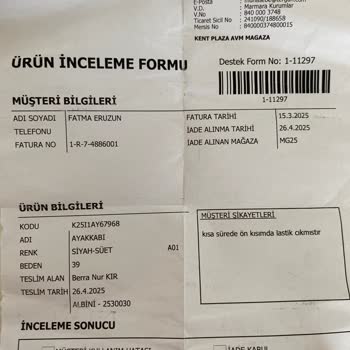 E-Posta
V.D. Marmara Kurumlar
V.No 840 000 3748
Ticaret Sicil No 241090/188658
Mersis No 840000374800015
KENT PLAZA AVM MAGAZA
ÜRÜN İNCELEME FORMU
Destek Form No: 1-11297
1-11297
MÜŞTERİ BİLGİLERİ
ADI SOYADI FATMA ERUZUN FATURA TARİHİ 15.3.2025
TELEFONU İADE ALINMA TARİHİ 26.4.2025
FATURA NO 1-R-7-4886001 İADE ALINAN MAĞAZA MG25
ÜRÜN BİLGİLERİ
KODU K25I1AY67968
ADI AYAKKABI
RENK SİYAH-SÜET A01
BEDEN 39
TESLİM ALAN Berra Nur KIR
TESLİM TARİH 26.4.2025
ALBİNİ - 2530030
MÜŞTERİ ŞİKAYETLERİ
kısa sürede ön kısımda lastik cıkmıstır
İNCELEME SONUCU
MÜŞTERİ KULLANIM HATASI
İADE KABUL